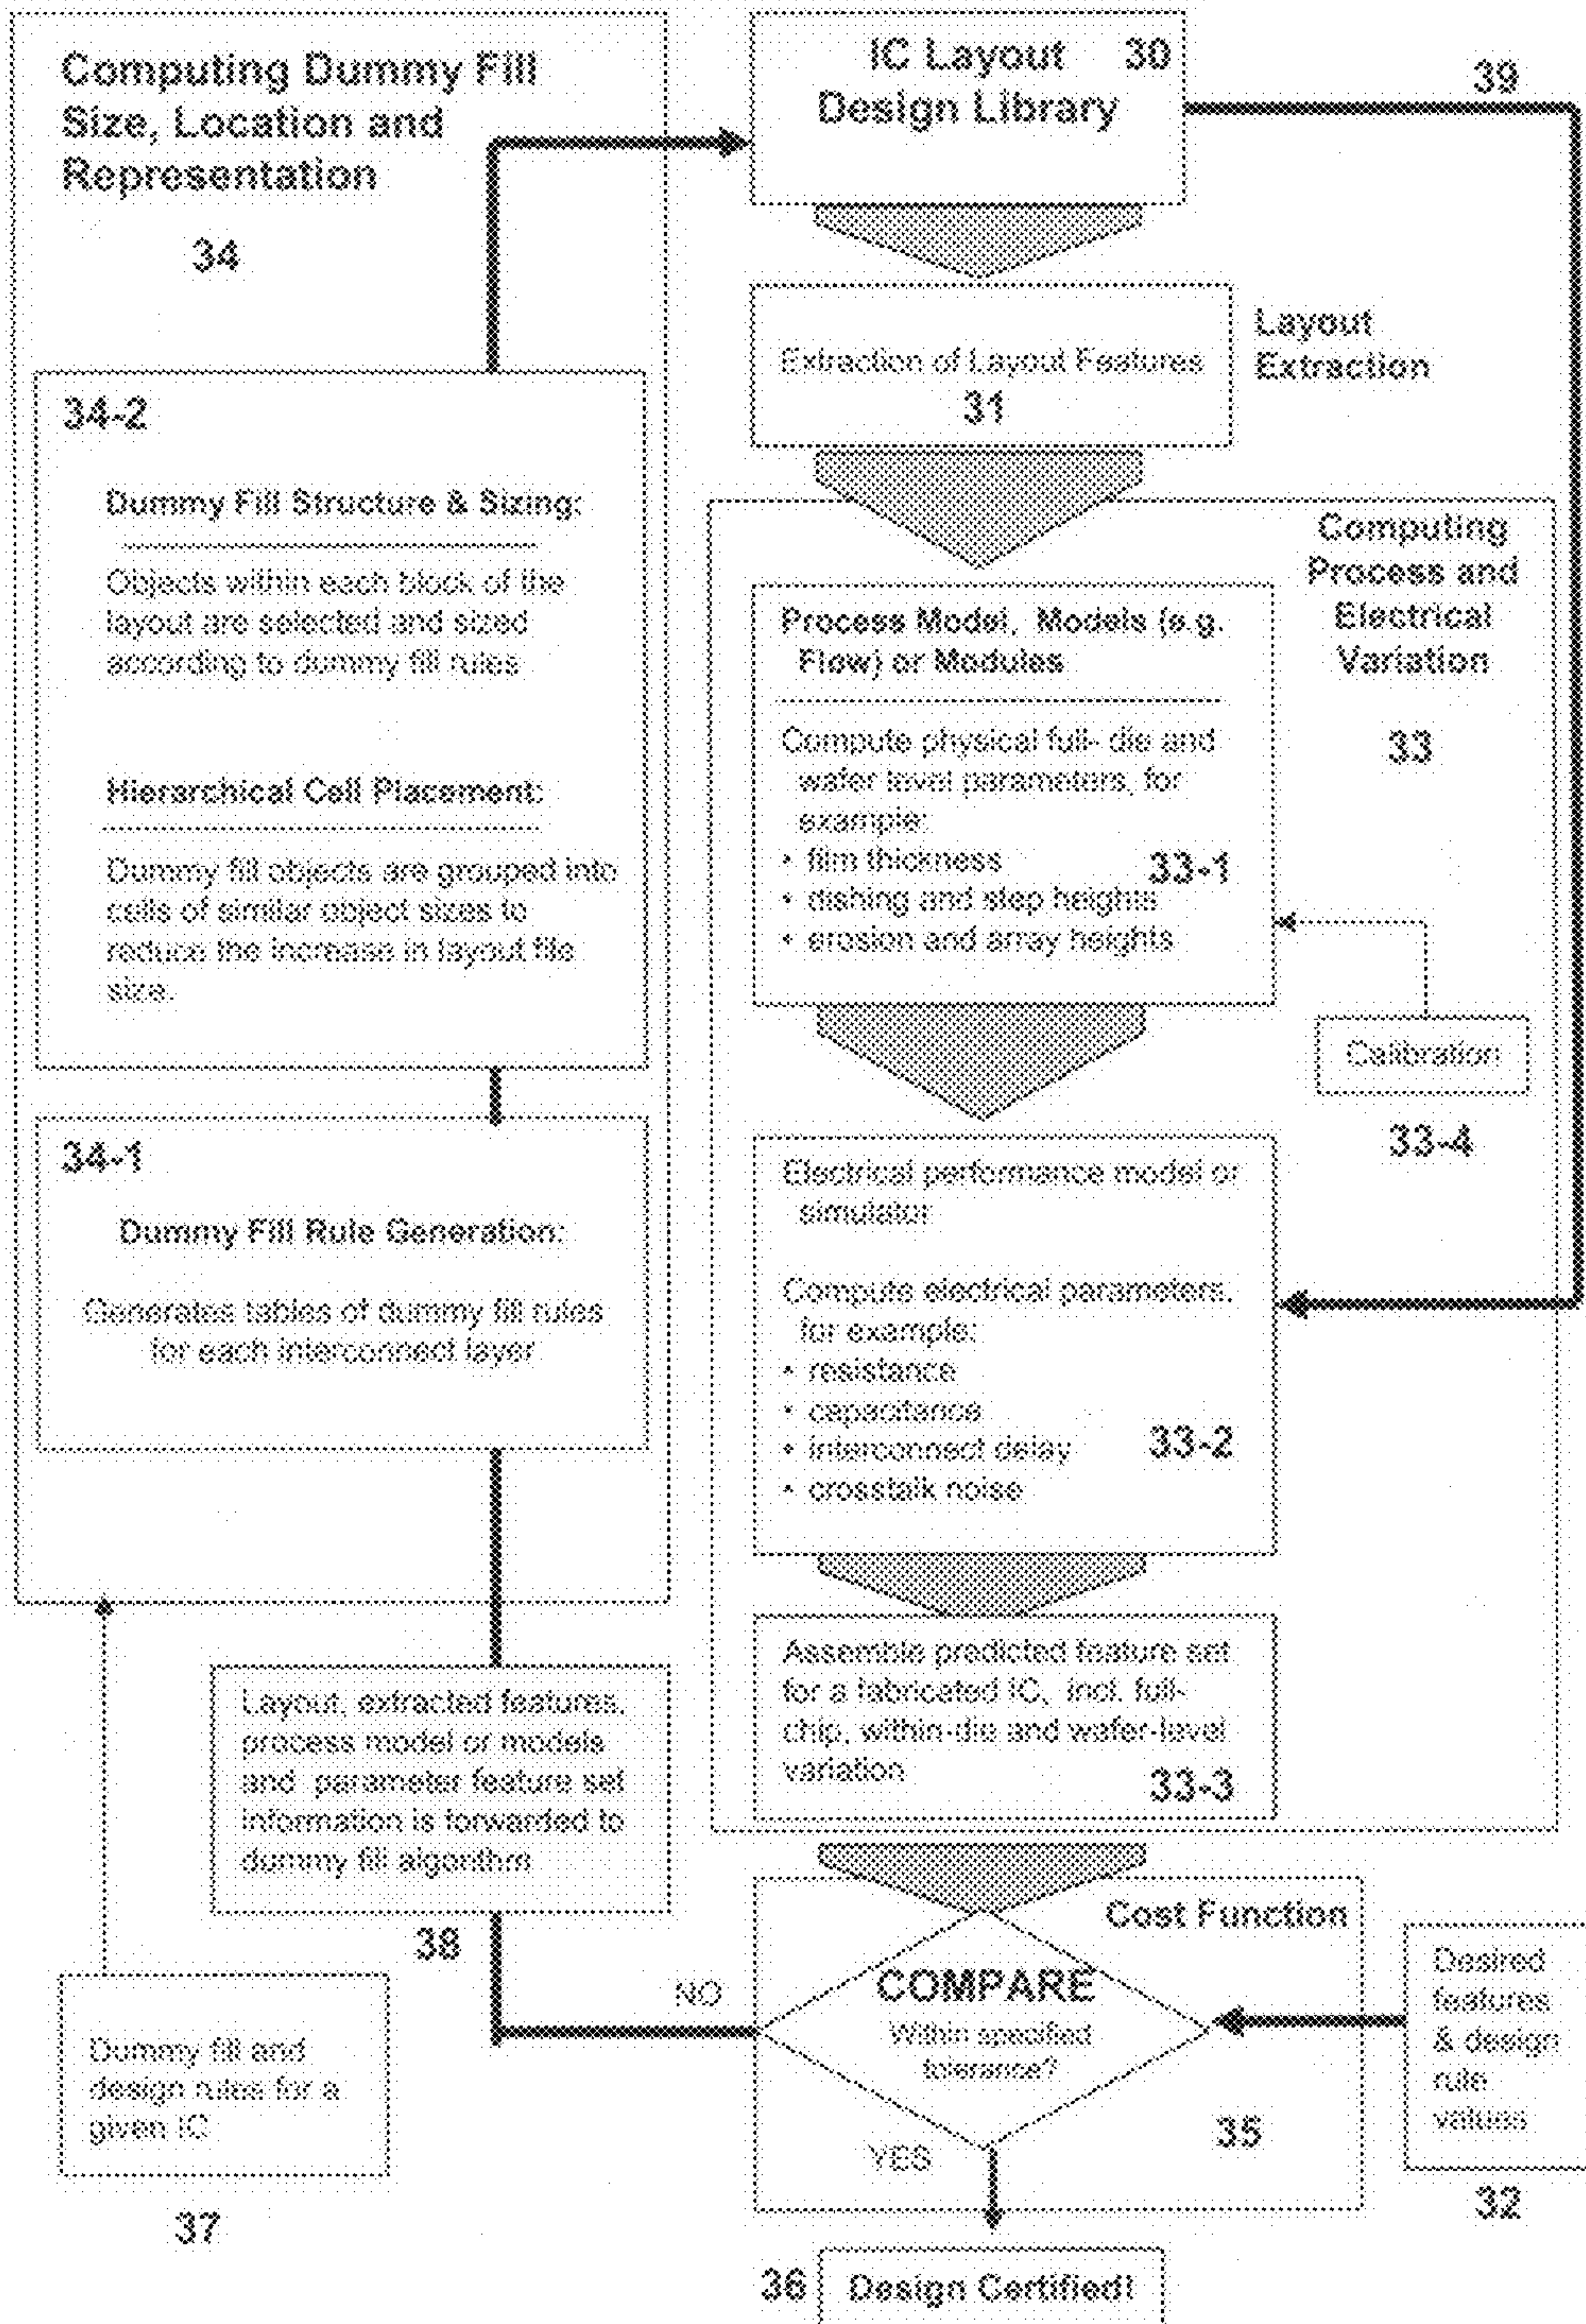 Computing Dummy Fill
Size, Location and
Representation
34
34-2
Dummy Fill Structure & Sizing:
Objects within each block of the
layout are selected and sized
according to dummy fill rules
Hierarchical Cell Placement:
Dummy fill objects are grouped into
cells of similar object sizes to
reduce the increase in layout file
size.
34-1
Dummy Fill Rule Generation:
Generates tables of dummy fill rules
for each interconnect layer
Layout, extracted features,
process model or models
and parameter feature set
information is forwarded to
dummy fill algorithm
38
Dummy fill and
design rules for a
given IC
37
IC Layout 30
Design Library
39
Extraction of Layout Features
31
Layout
Extraction
Computing
Process and
Electrical
Variation
33
Process Model, Models (e.g.
Flow) or Modules
Compute physical full- die and
wafer level parameters, for
example:
• film thickness
• dishing and step heights
• erosion and array heights
33-1
Calibration
33-4
Electrical performance model or
simulator
Compute electrical parameters,
for example:
• resistance
• capacitance
• interconnect delay
• crosstalk noise
33-2
Assemble predicted feature set
for a fabricated IC, incl. full-
chip, within-die and wafer-level
variation
33-3
Cost Function
COMPARE
Within specified
tolerance?
NO
YES
35
Desired
features
& design
rule
values
32
36 Design Certified!